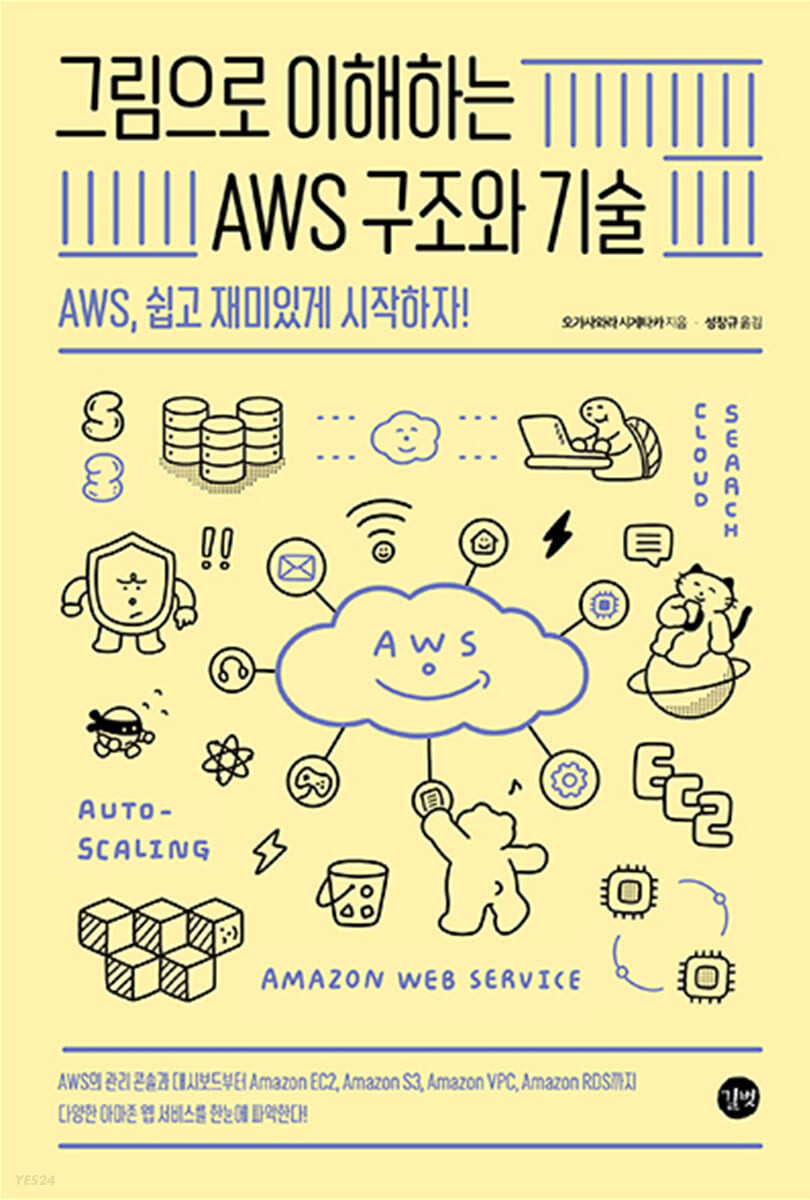 그림으로 이해하는
AWS 구조와 기술
AWS, 쉽고 재미있게 시작하자!
오가사와라 시게타카 지음 · 성창규 옮김
S
3
CLOUD
SEARCH
!!
AWS
EC2
AUTO-
SCALING
AMAZON WEB SERVICE
AWS의 관리 콘솔과 대시보드부터 Amazon EC2, Amazon S3, Amazon VPC, Amazon RDS까지
다양한 아마존 웹 서비스를 한눈에 파악한다!
길벗
YES24